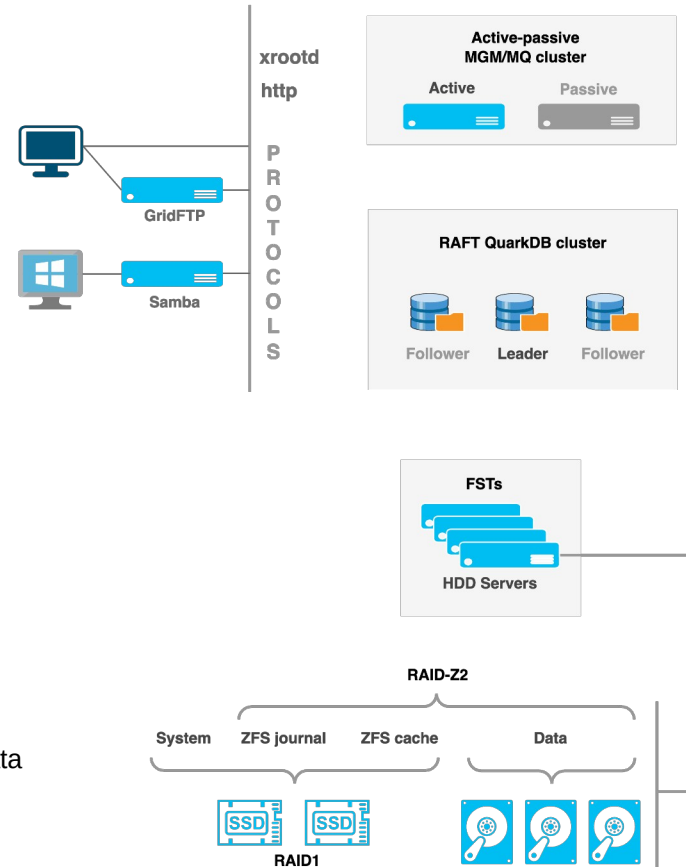 xrootd
http
PROTOCOLS
GridFTP
Samba
Active-passive
MGM/MQ cluster
Active
Passive
RAFT QuarkDB cluster
Follower
Leader
Follower
FSTs
HDD Servers
RAID-Z2
System
ZFS journal
ZFS cache
Data
ta
SSD
SSD
RAID1